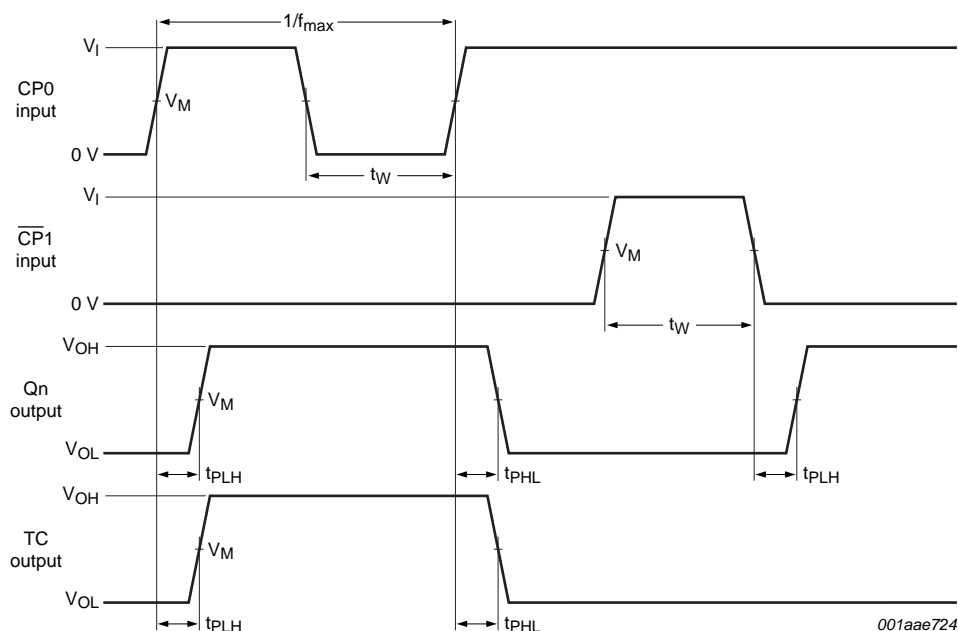 1/fmax
VI
CP0
input
VM
0 V
tW
VI
CP1
input
VM
0 V
tW
VOH
Qn
output
VM
VOL
tPLH
tPHL
tPLH
VOH
TC
output
VM
VOL
tPLH
tPHL
001aae724